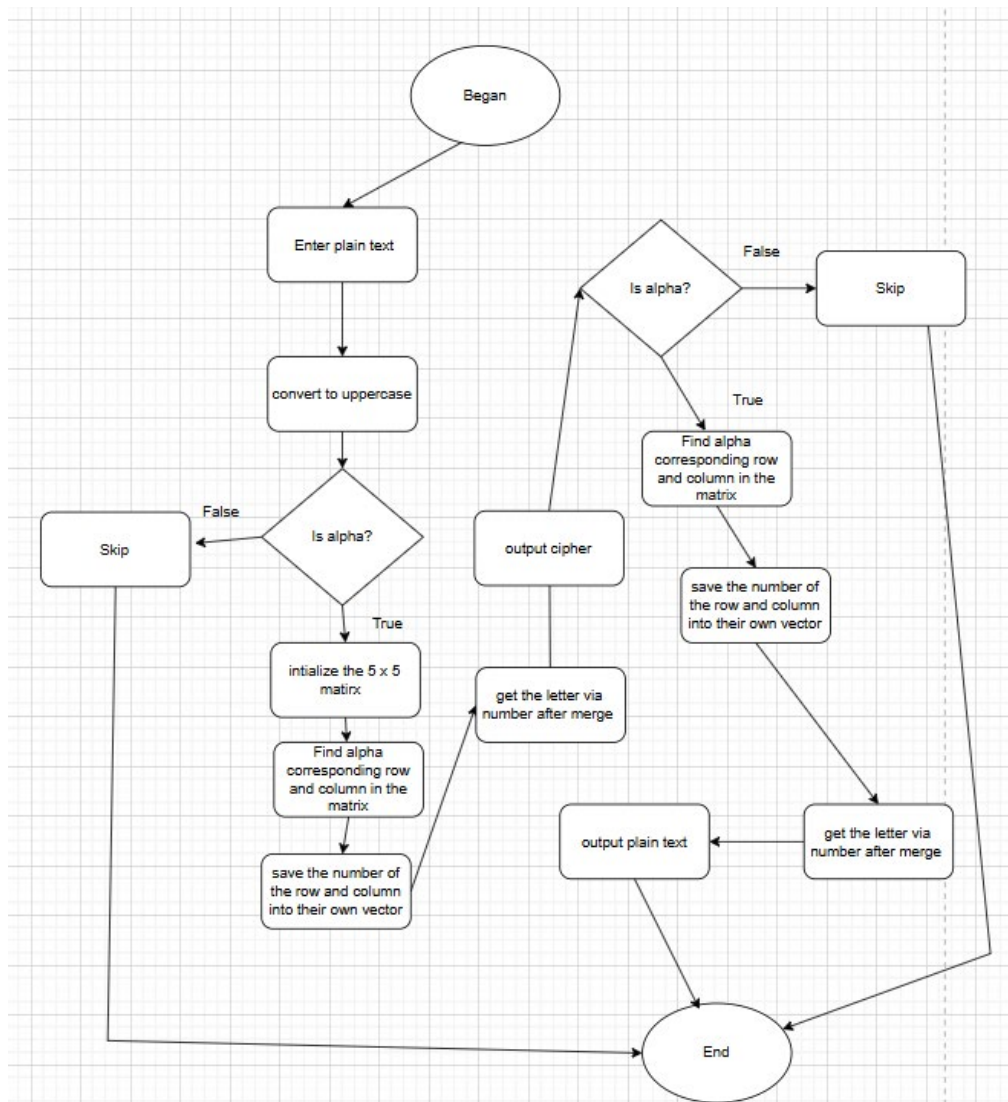 Began
Enter plain text
convert to uppercase
Is alpha?
False
Skip
True
intialize the 5 x 5
matirx
Find alpha
corresponding row
and column in the
matrix
save the number of
the row and column
into their own vector
get the letter via
number after merge
output cipher
Is alpha?
False
Skip
True
Find alpha
corresponding row
and column in the
matrix
save the number of
the row and column
into their own vector
get the letter via
number after merge
output plain text
End